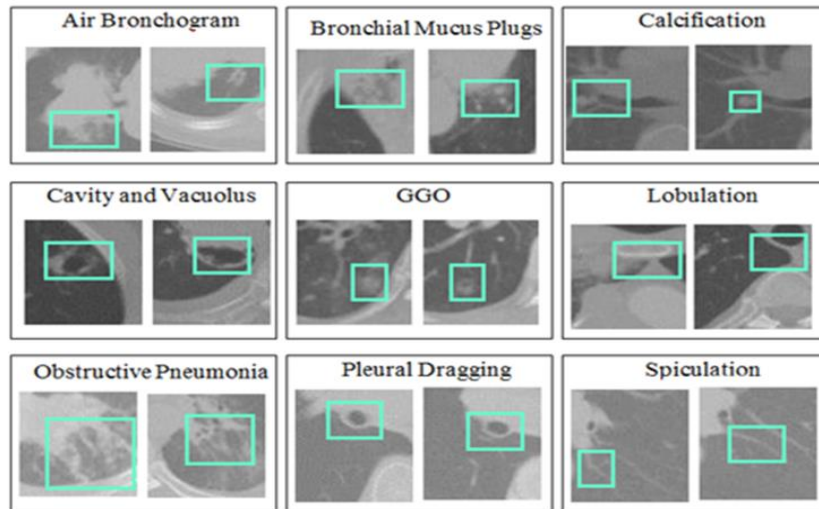 Air Bronchogram
Bronchial Mucus Plugs
Calcification
Cavity and Vacuolus
GGO
Lobulation
Obstructive Pneumonia
Pleural Dragging
Spiculation